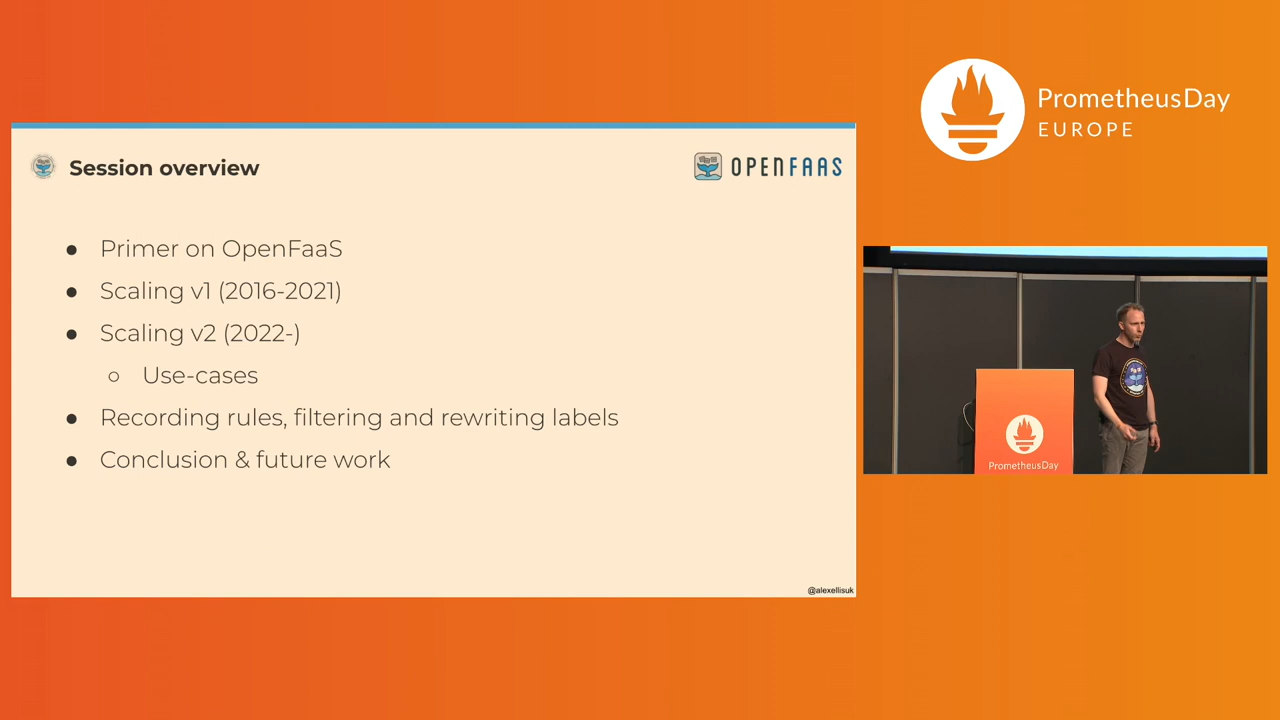 PrometheusDay
EUROPE
Session overview
OPENFAAS
● Primer on OpenFaaS
● Scaling v1 (2016-2021)
● Scaling v2 (2022-)
○ Use-cases
● Recording rules, filtering and rewriting labels
● Conclusion & future work
@alexellisuk
PrometheusDay